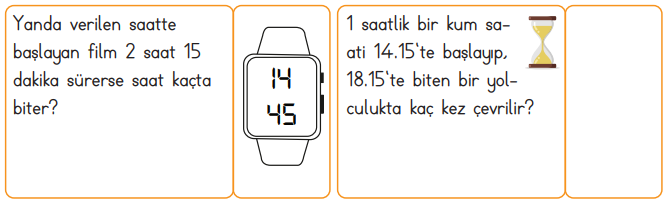 Yanda verilen saatte
başlayan film 2 saat 15
dakika sürerse saat kaçta
biter?
14
45
1 saatlik bir kum sa-
ati 14.15'te başlayıp,
18.15'te biten bir yol-
culukta kaç kez çevrilir?